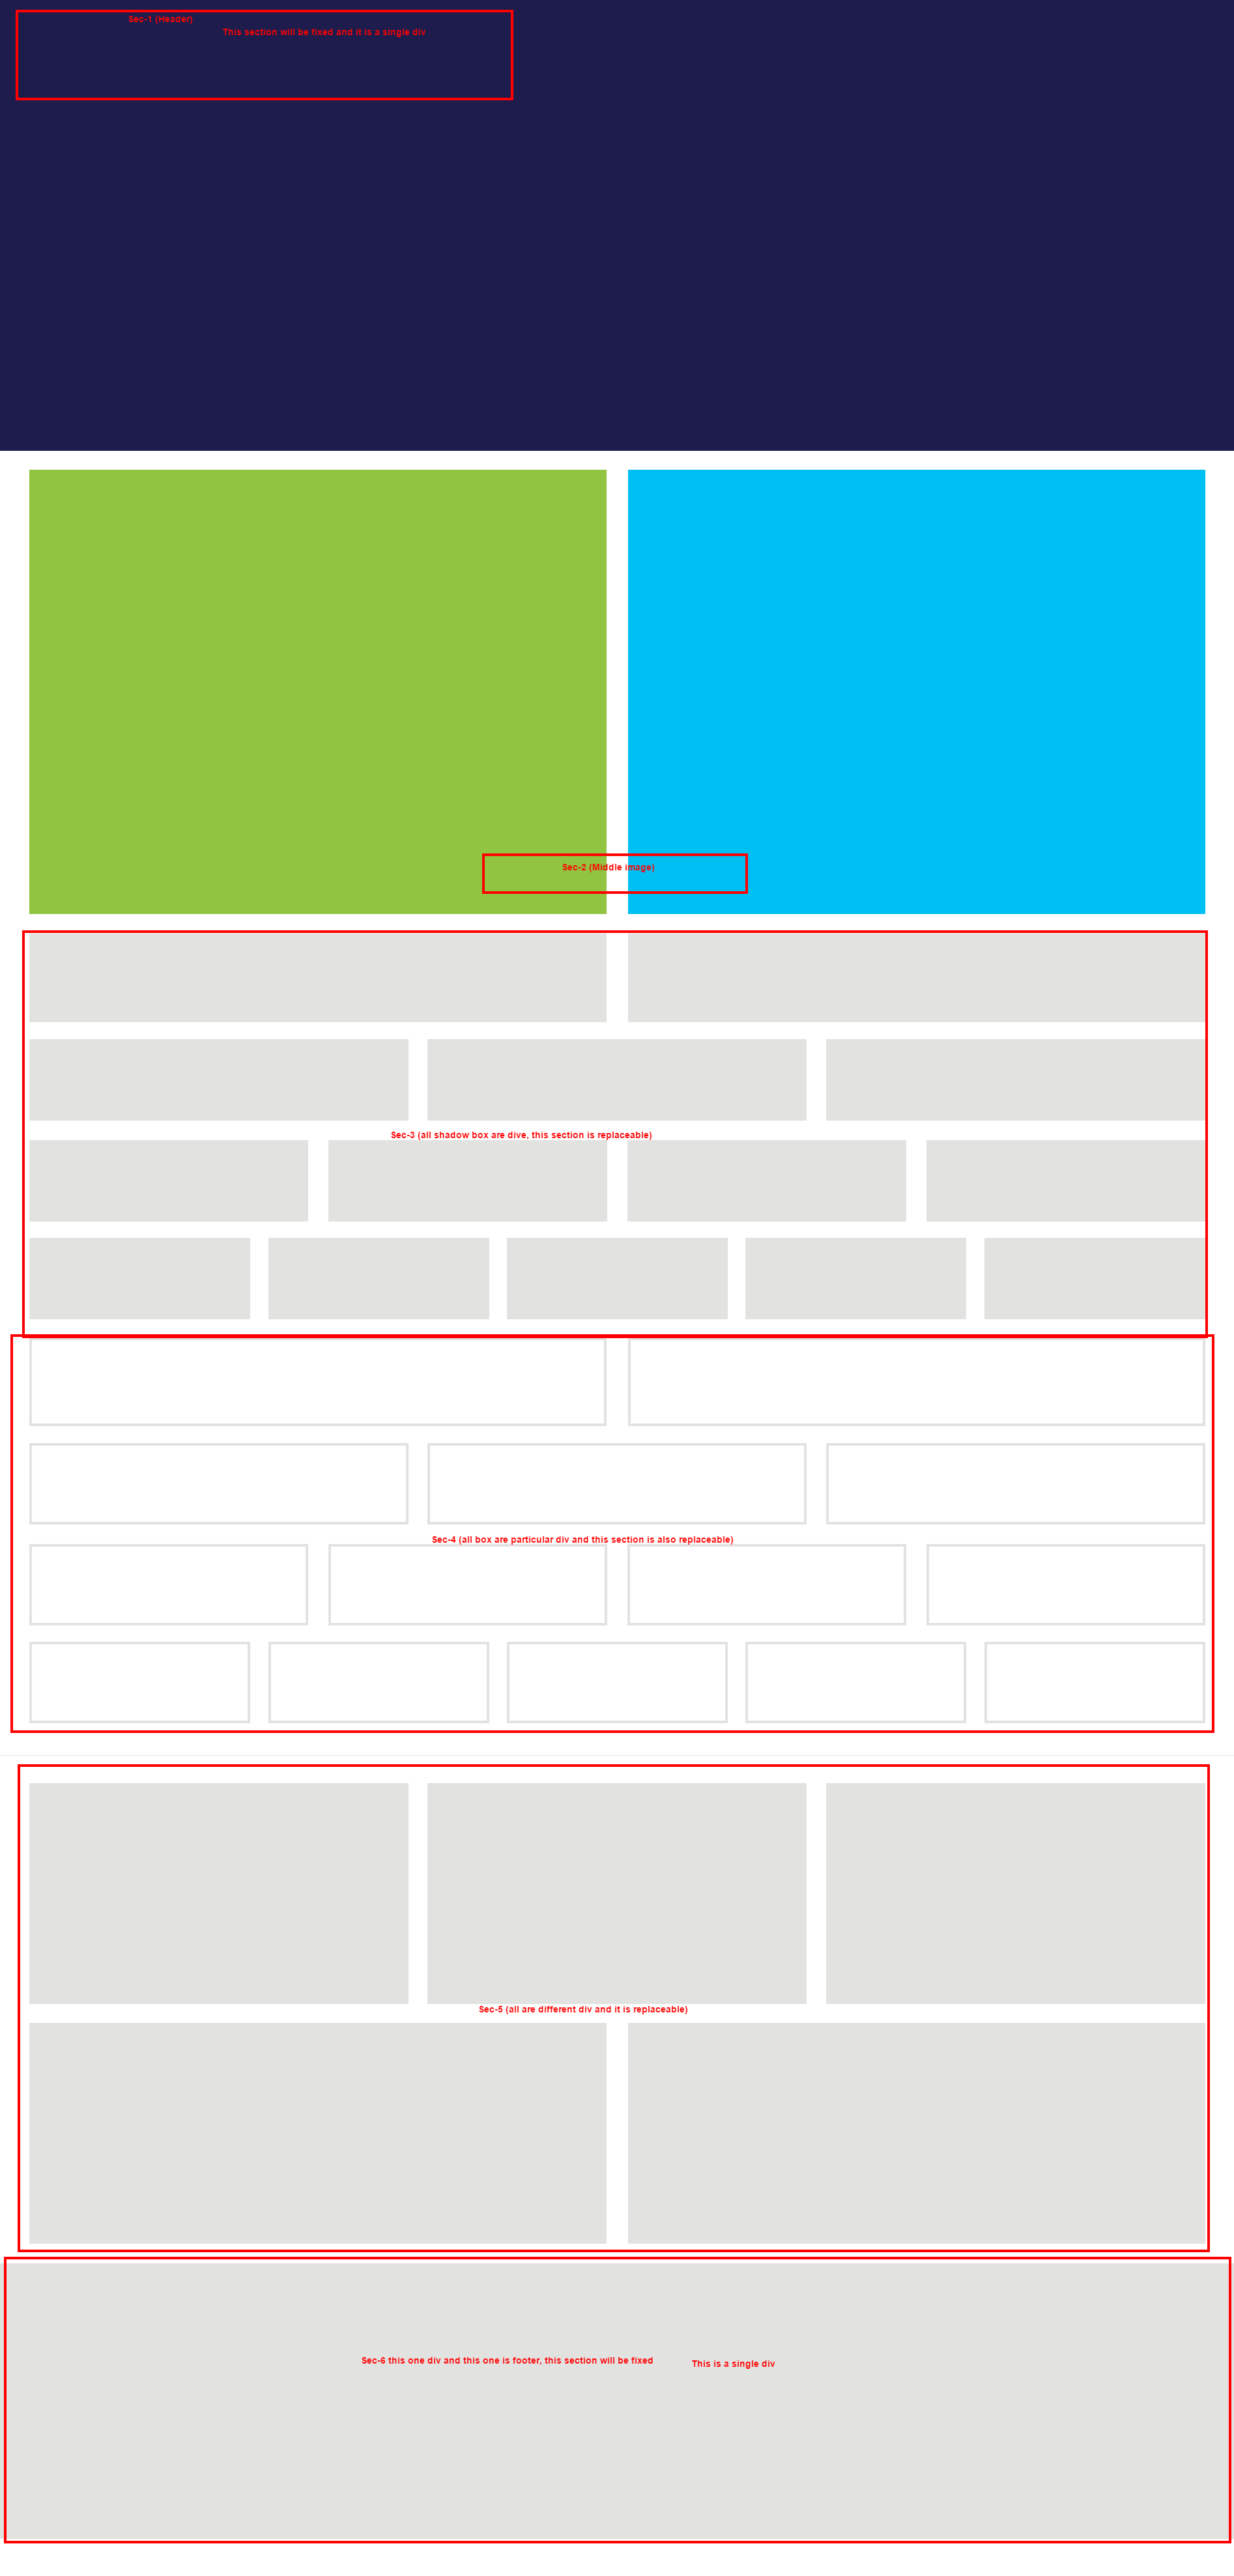 Sec-1 (Header)
This section will be fixed and it is a single div
Sec-2 (Middle image)
Sec-3 (all shadow box are dive, this section is replaceable)
Sec-4 (all box are particular div and this section is also replaceable)
Sec-5 (all are different div and it is replaceable)
Sec-6 this one div and this one is footer, this section will be fixed
This is a single div